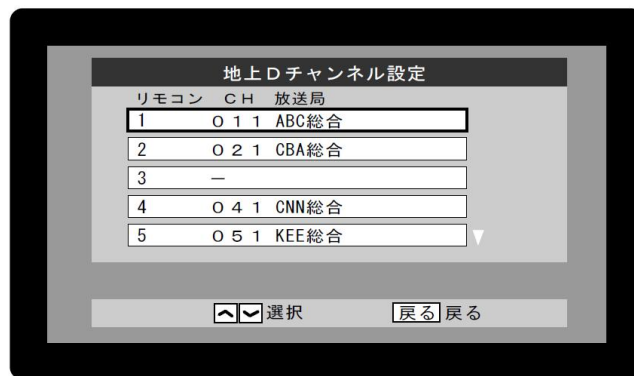 地上Dチャンネル設定
リモコン CH 放送局
1 011 ABC総合
2 021 CBA総合
3 −
4 041 CNN総合
5 051 KEE総合
選択 戻る 戻る